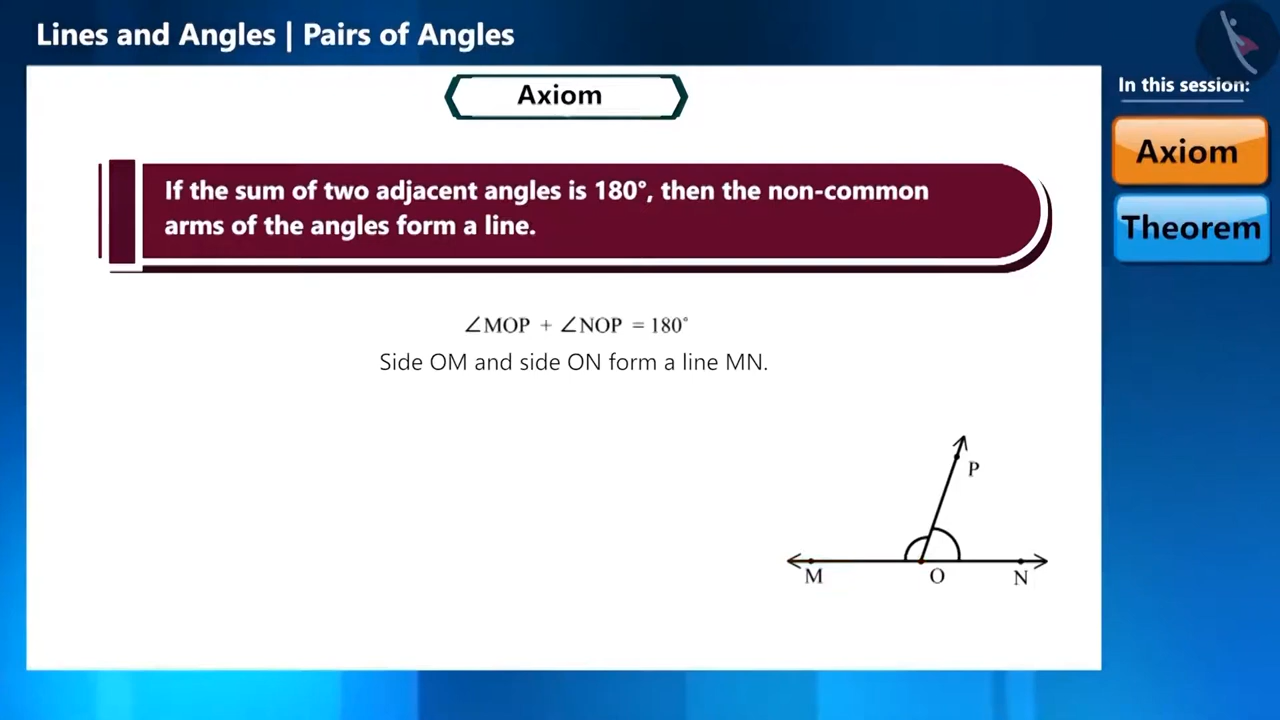 Lines and Angles | Pairs of Angles
In this session:
Axiom
Axiom
Theorem
If the sum of two adjacent angles is 180°, then the non-common
arms of the angles form a line.
∠MOP + ∠NOP = 180°
Side OM and side ON form a line MN.
P
M
O
N